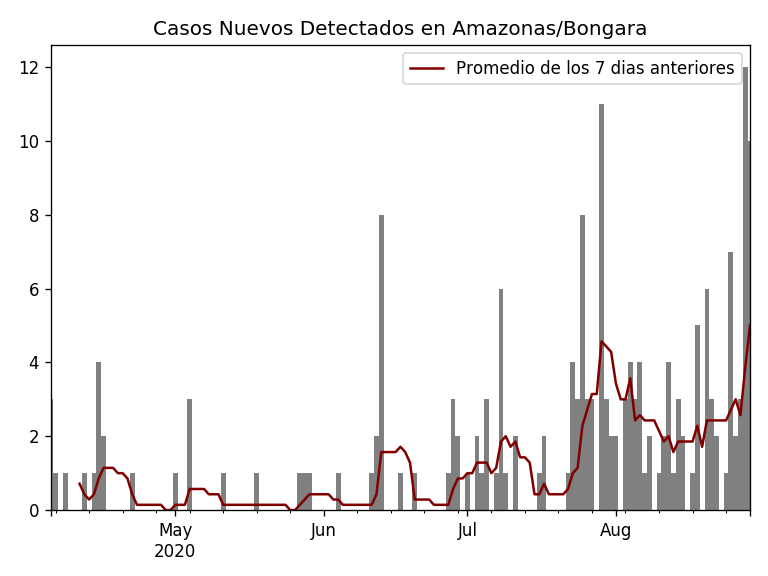 Casos Nuevos Detectados en Amazonas/Bongara
Promedio de los 7 dias anteriores
12
10
8
6
4
2
0
May
2020
Jun
Jul
Aug